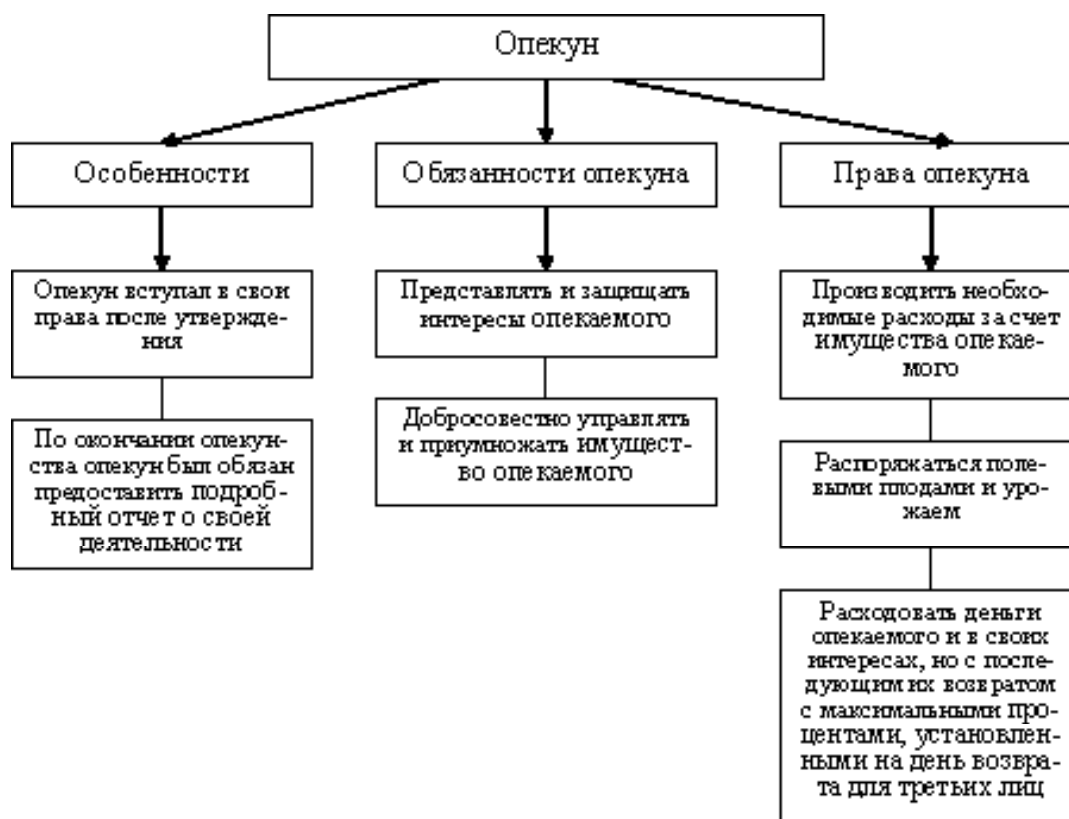 Опекун
Особенности
Опекун вступал в свои
права после утвержде-
ния
По окончании опекун-
ства опекун был обязан
предоставить подроб-
ный отчет о своей
деятельности
Обязанности опекуна
Представлять и защищать
интересы опекаемого
Добросовестно управлять
и приумножать имущест-
во опекаемого
Права опекуна
Производить необхо-
димые расходы за счет
имущества опекае-
мого
Распоряжаться поле-
выми плодами и уро-
жаем
Расходовать деньги
опекаемого и в своих
интересах, но с после-
дующим их возвратом
с максимальными про-
центами, установлен-
ными на день возвра-
та для третьих лиц